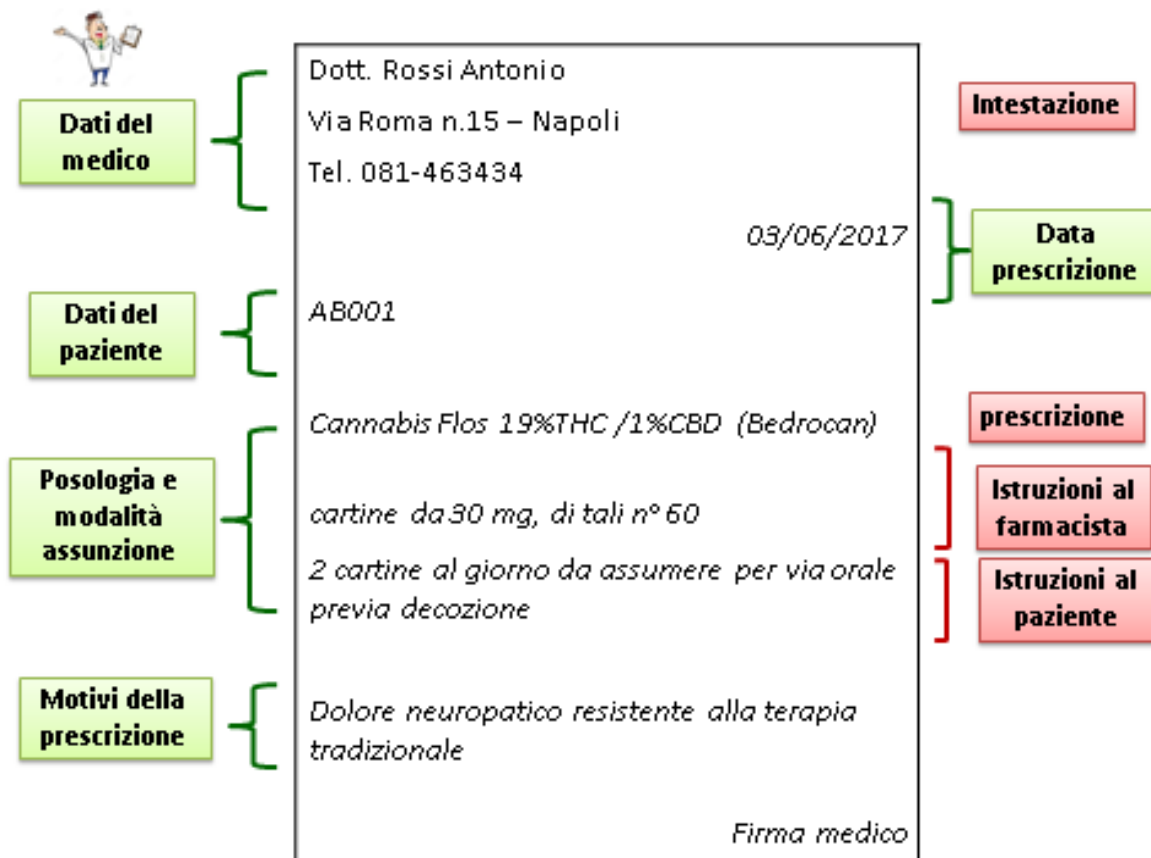 Dati del
medico
Dott. Rossi Antonio
Via Roma n.15 – Napoli
Tel. 081-463434
Intestazione
03/06/2017
Data
prescrizione
Dati del
paziente
AB001
Posologia e
modalità
assunzione
Cannabis Flos 19%THC /1%CBD (Bedrocan)
prescrizione
cartine da 30 mg, di tali n° 60
Istruzioni al
farmacista
2 cartine al giorno da assumere per via orale
previa decozione
Istruzioni al
paziente
Motivi della
prescrizione
Dolore neuropatico resistente alla terapia
tradizionale
Firma medico